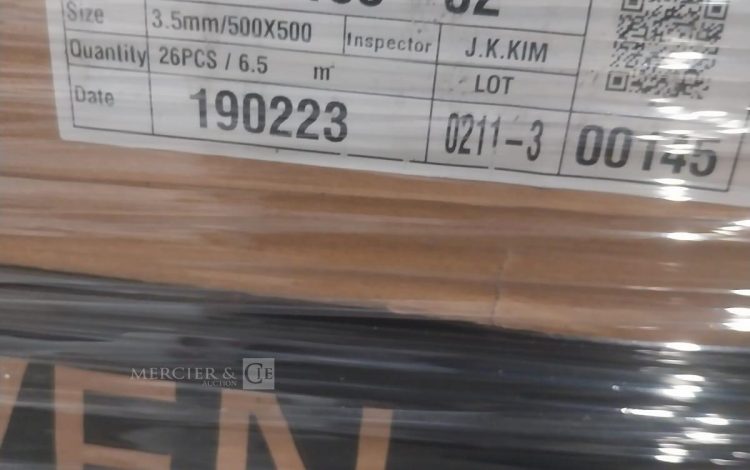 Size 3.5mm/500X500 Inspector J.K.KIM
Quantity 26PCS / 6.5 m² LOT
Date 190223 0211-3 00145
MERCIER & CIE
AUCTION
VEN